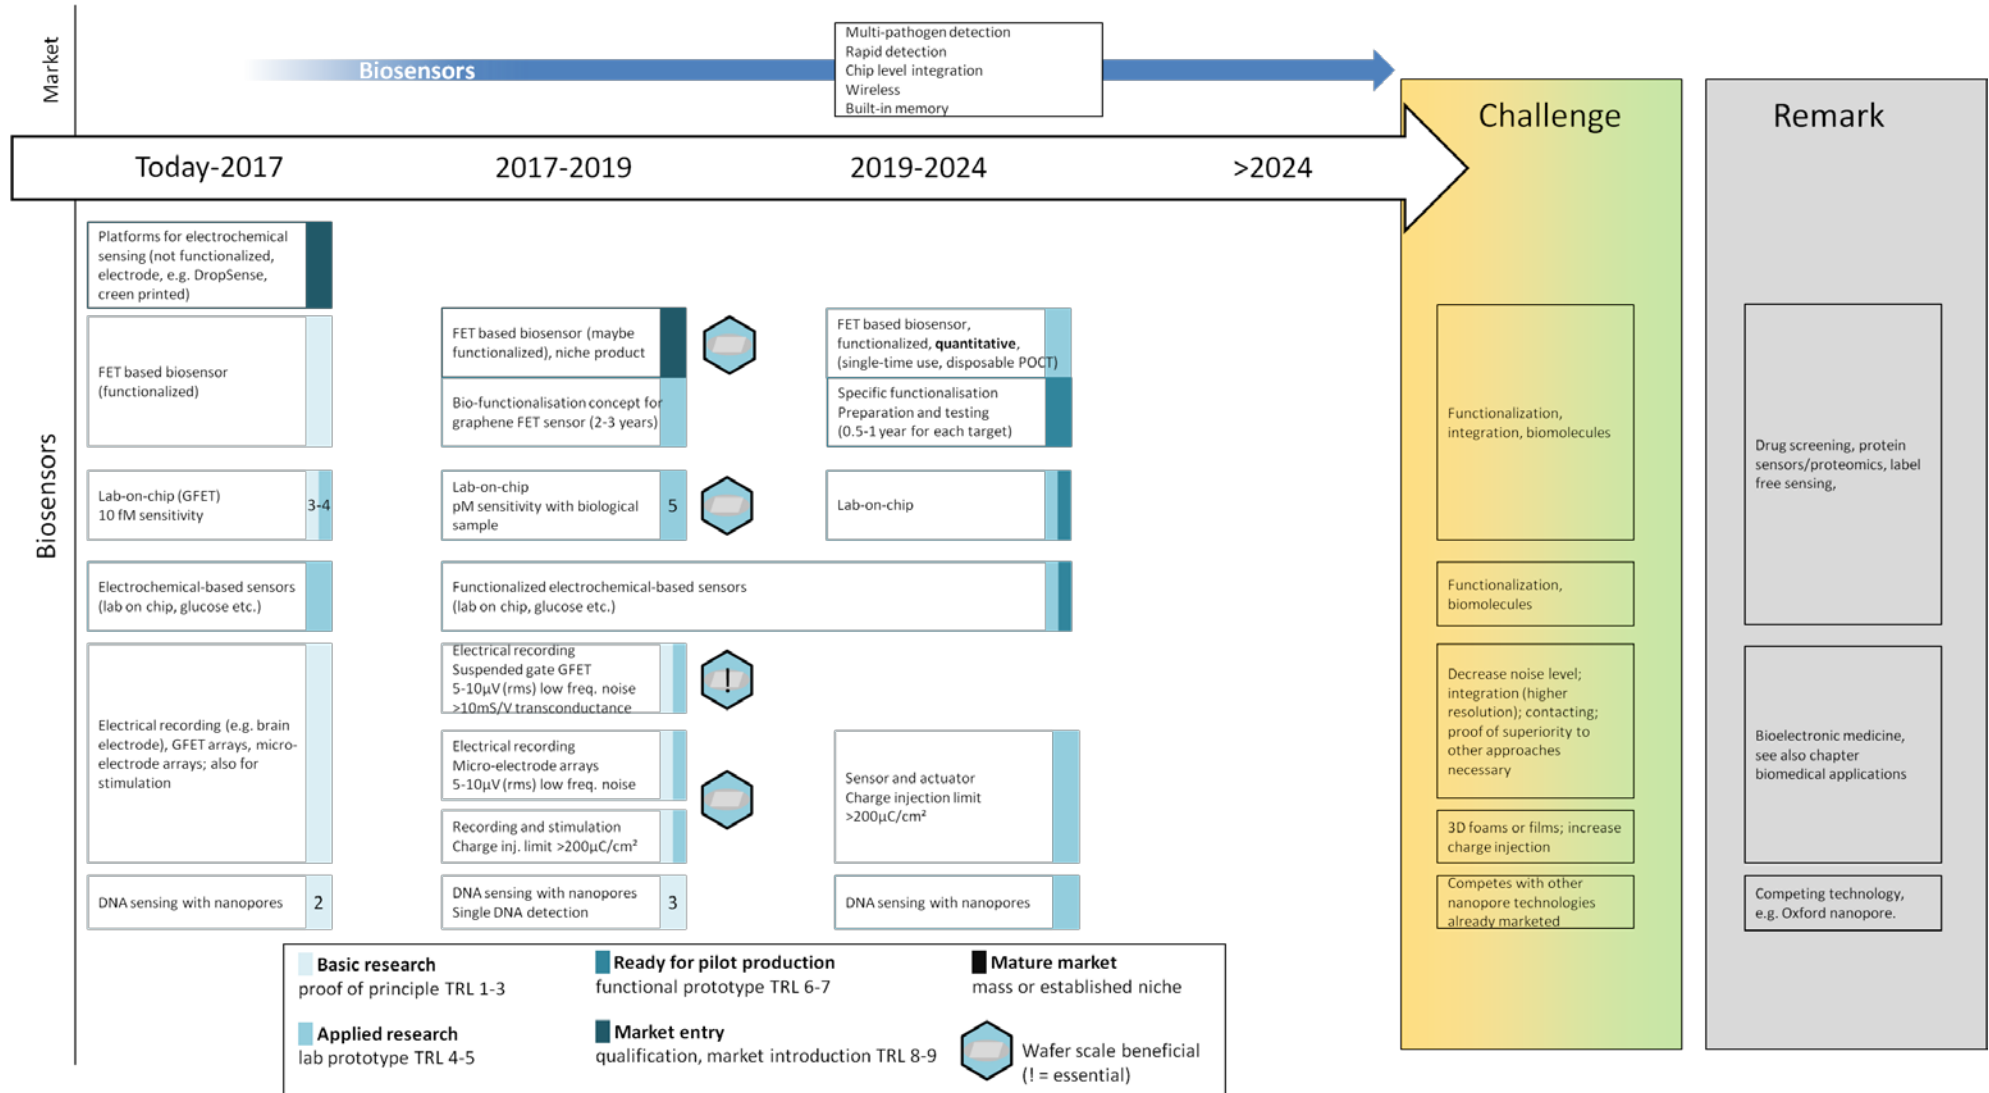 Market
Biosensors
Multi-pathogen detection
Rapid detection
Chip level integration
Wireless
Built-in memory
Challenge
Remark
Today-2017
2017-2019
2019-2024
>2024
Biosensors
Platforms for electrochemical
sensing (not functionalized,
electrode, e.g. DropSense,
creen printed)
FET based biosensor
(functionalized)
FET based biosensor (maybe
functionalized), niche product
Bio-functionalisation concept for
graphene FET sensor (2-3 years)
FET based biosensor,
functionalized, quantitative,
(single-time use, disposable POCT)
Specific functionalisation
Preparation and testing
(0.5-1 year for each target)
Functionalization,
integration, biomolecules
Drug screening, protein
sensors/proteomics, label
free sensing,
Lab-on-chip (GFET)
10 fM sensitivity
3-4
Lab-on-chip
pM sensitivity with biological
sample
5
Lab-on-chip
Electrochemical-based sensors
(lab on chip, glucose etc.)
Functionalized electrochemical-based sensors
(lab on chip, glucose etc.)
Functionalization,
biomolecules
Electrical recording (e.g. brain
electrode), GFET arrays, micro-
electrode arrays; also for
stimulation
Electrical recording
Suspended gate GFET
5-10µV (rms) low freq. noise
>10mS/V transconductance
!
Electrical recording
Micro-electrode arrays
5-10µV (rms) low freq. noise
Recording and stimulation
Charge inj. limit >200µC/cm²
Sensor and actuator
Charge injection limit
>200µC/cm²
Decrease noise level;
integration (higher
resolution); contacting;
proof of superiority to
other approaches
necessary
3D foams or films; increase
charge injection
Bioelectronic medicine,
see also chapter
biomedical applications
DNA sensing with nanopores
2
DNA sensing with nanopores
Single DNA detection
3
DNA sensing with nanopores
Competes with other
nanopore technologies
already marketed
Competing technology,
e.g. Oxford nanopore.
Basic research
proof of principle TRL 1-3
Applied research
lab prototype TRL 4-5
Ready for pilot production
functional prototype TRL 6-7
Market entry
qualification, market introduction TRL 8-9
Mature market
mass or established niche
Wafer scale beneficial
(! = essential)